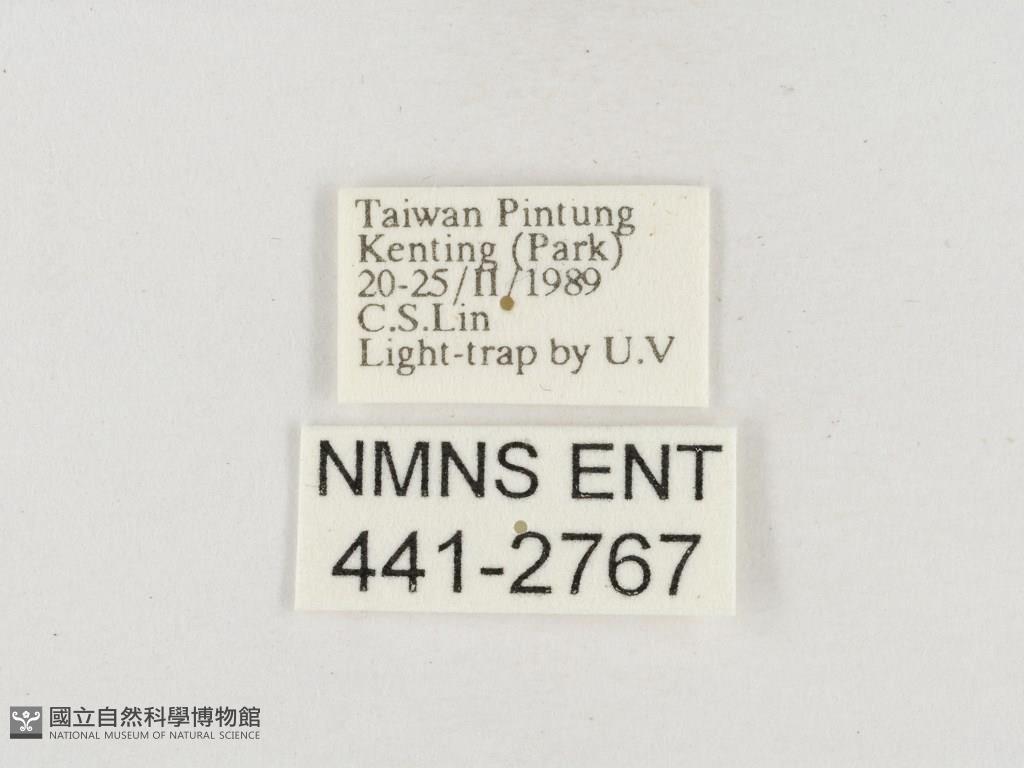 Taiwan Pintung
Kenting (Park)
20-25/II/1989
C.S.Lin
Light-trap by U.V
NMNS ENT
441-2767
國立自然科學博物館
NATIONAL MUSEUM OF NATURAL SCIENCE